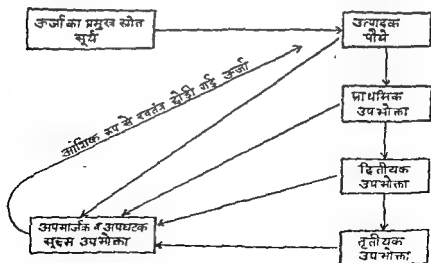 ऊर्जा का प्रमुख स्रोत
सूर्य
उत्पादक
पौधे
प्राथमिक
उपभोक्ता
आंशिक रूप से स्वतंत्र छोड़ी गई ऊर्जा
द्वितीयक
उपभोक्ता
अपमार्जक व अपघटक
सूक्ष्म उपभोक्ता
तृतीयक
उपभोक्ता